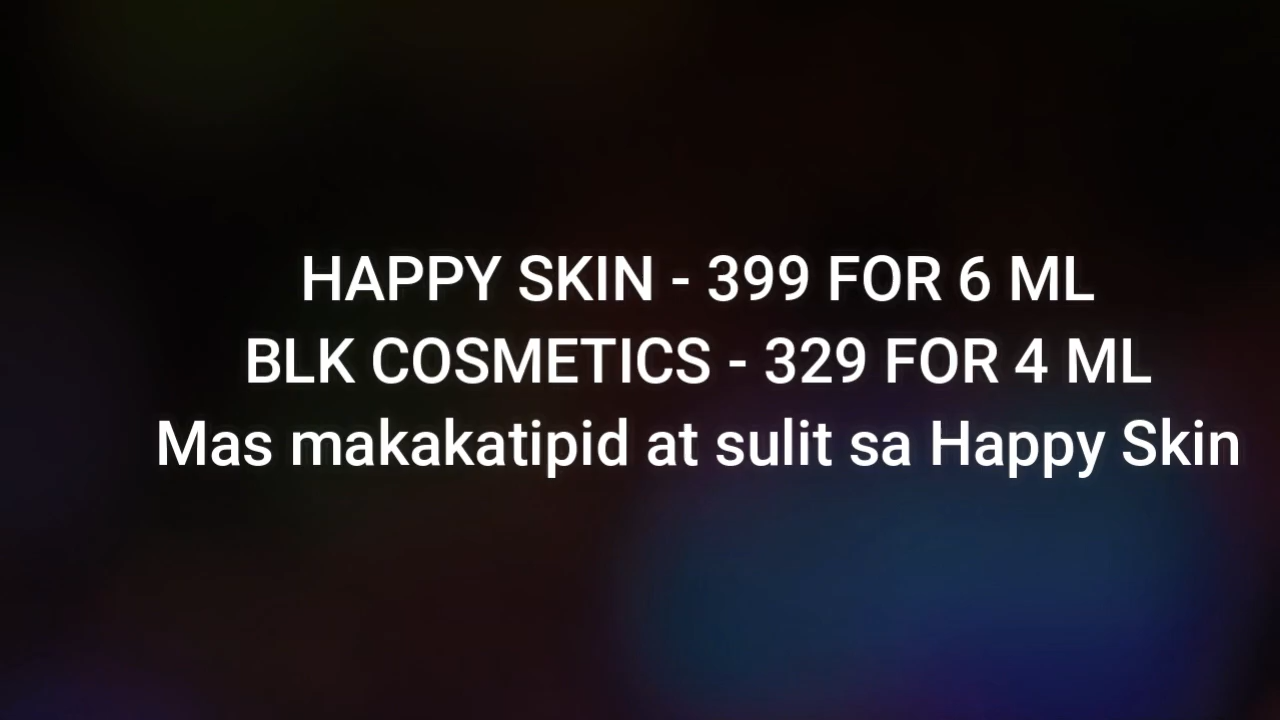 HAPPY SKIN - 399 FOR 6 ML
BLK COSMETICS - 329 FOR 4 ML
Mas makakatipid at sulit sa Happy Skin